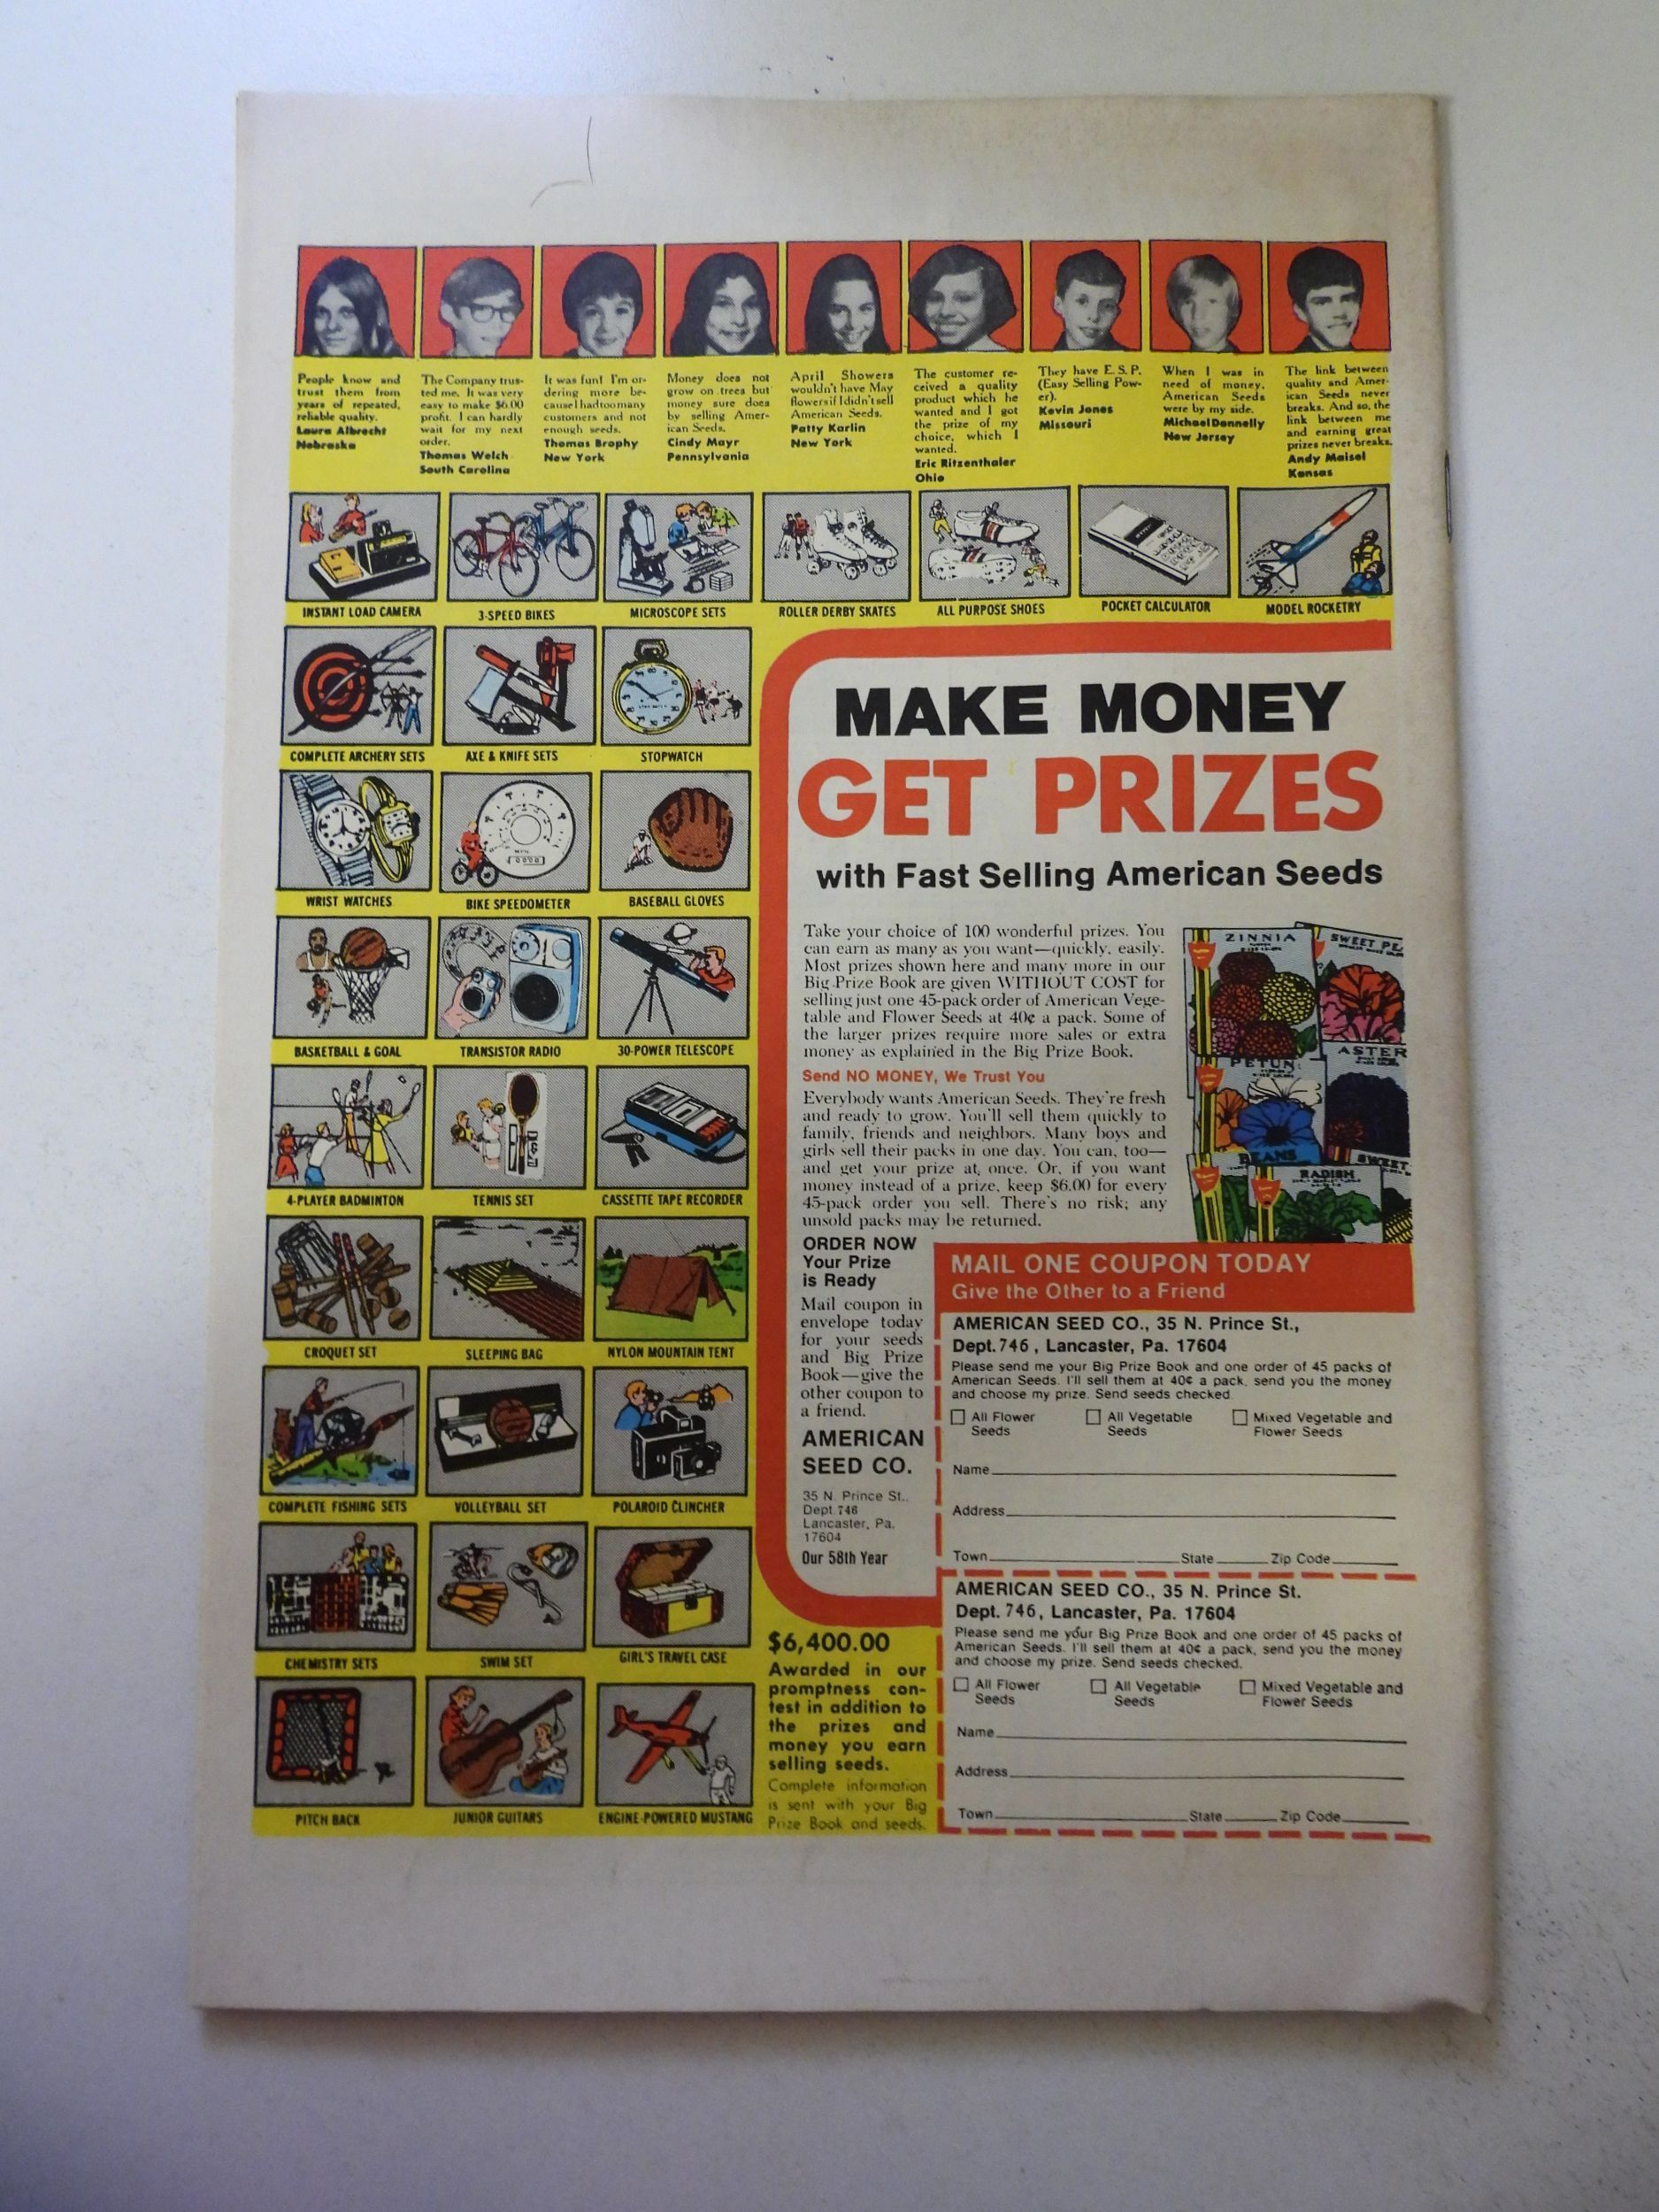 People know and
trust them from
years of repeated,
reliable quality.
Laura Albrecht
Nebraska
The Company trus-
ted me. It was very
easy to make $6.00
profit. I can hardly
wait for my next
order.
Thomas Welch
South Carolina
It was fun! I'm or-
dering more be-
cause I had too many
customers and not
enough seeds.
Thomas Brophy
New York
Money does not
grow on trees but
money sure does
by selling Amer-
ican Seeds.
Cindy Mayr
Pennsylvania
April Showers
wouldn't have May
flowers if I didn't sell
American Seeds.
Patty Karlin
New York
The customer re-
ceived a quality
product which he
wanted and I got
the prize of my
choice, which I
wanted.
Eric Ritzenthaler
Ohio
They have E.S.P.
(Easy Selling Pow-
er).
Kevin Jones
Missouri
When I was in
need of money,
American Seeds
were by my side.
Michael Donnelly
New Jersey
The link between
quality and Amer-
ican Seeds never
breaks. And so, the
link between me
and earning great
prizes never breaks.
Andy Maisel
Kansas
INSTANT LOAD CAMERA
3-SPEED BIKES
MICROSCOPE SETS
ROLLER DERBY SKATES
ALL PURPOSE SHOES
POCKET CALCULATOR
MODEL ROCKETRY
COMPLETE ARCHERY SETS
AXE & KNIFE SETS
STOPWATCH
WRIST WATCHES
BIKE SPEEDOMETER
BASEBALL GLOVES
BASKETBALL & GOAL
TRANSISTOR RADIO
30-POWER TELESCOPE
4-PLAYER BADMINTON
TENNIS SET
CASSETTE TAPE RECORDER
CROQUET SET
SLEEPING BAG
NYLON MOUNTAIN TENT
COMPLETE FISHING SETS
VOLLEYBALL SET
POLAROID CLINCHER
CHEMISTRY SETS
SWIM SET
GIRL'S TRAVEL CASE
PITCH BACK
JUNIOR GUITARS
ENGINE-POWERED MUSTANG
MAKE MONEY
GET PRIZES
with Fast Selling American Seeds
Take your choice of 100 wonderful prizes. You
can earn as many as you want—quickly, easily.
Most prizes shown here and many more in our
Big Prize Book are given WITHOUT COST for
selling just one 45-pack order of American Vege-
table and Flower Seeds at 40¢ a pack. Some of
the larger prizes require more sales or extra
money as explained in the Big Prize Book.
Send NO MONEY, We Trust You
Everybody wants American Seeds. They're fresh
and ready to grow. You'll sell them quickly to
family, friends and neighbors. Many boys and
girls sell their packs in one day. You can, too—
and get your prize at once. Or, if you want
money instead of a prize, keep $6.00 for every
45-pack order you sell. There's no risk; any
unsold packs may be returned.
ZINNIA
SWEET PE
ASTER
PETUN
BEANS
RADISH
SWEET
ORDER NOW
Your Prize
is Ready
Mail coupon in
envelope today
for your seeds
and Big Prize
Book—give the
other coupon to
a friend.
AMERICAN
SEED CO.
35 N. Prince St.,
Dept. 746
Lancaster, Pa.
17604
Our 58th Year
$6,400.00
Awarded in our
promptness con-
test in addition to
the prizes and
money you earn
selling seeds.
Complete information
is sent with your Big
Prize Book and seeds.
MAIL ONE COUPON TODAY
Give the Other to a Friend
AMERICAN SEED CO., 35 N. Prince St.,
Dept. 746, Lancaster, Pa. 17604
Please send me your Big Prize Book and one order of 45 packs of
American Seeds. I'll sell them at 40¢ a pack, send you the money
and choose my prize. Send seeds checked.
All Flower
Seeds
All Vegetable
Seeds
Mixed Vegetable and
Flower Seeds
Name
Address
Town State Zip Code
AMERICAN SEED CO., 35 N. Prince St.
Dept. 746, Lancaster, Pa. 17604
Please send me your Big Prize Book and one order of 45 packs of
American Seeds. I'll sell them at 40¢ a pack, send you the money
and choose my prize. Send seeds checked.
All Flower
Seeds
All Vegetable
Seeds
Mixed Vegetable and
Flower Seeds
Name
Address
Town State Zip Code